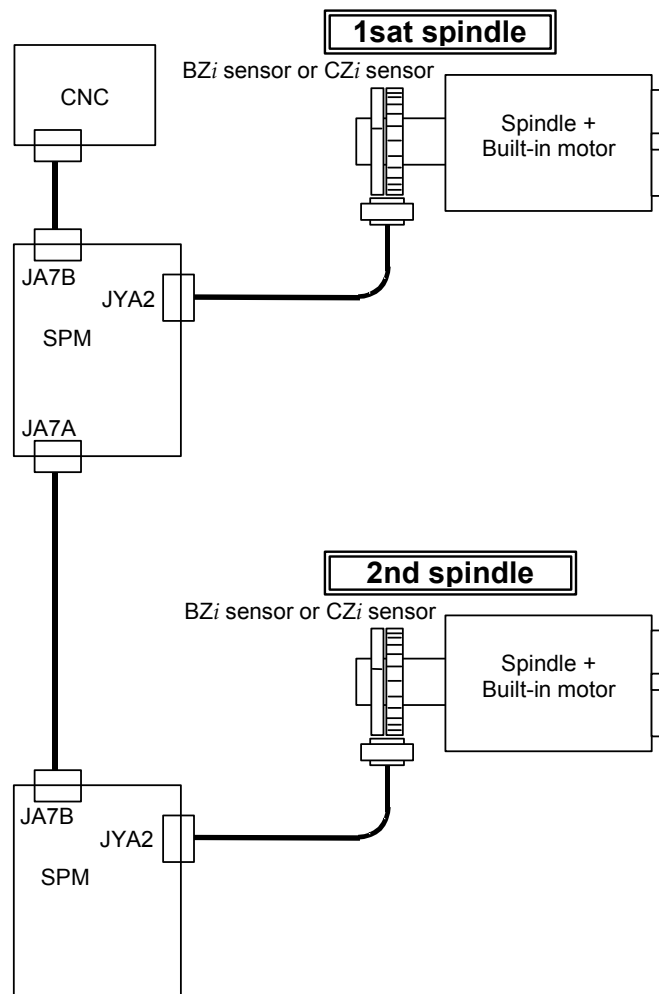 1sat spindle
BZi sensor or CZi sensor
CNC
Spindle +
Built-in motor
JA7B
JYA2
SPM
JA7A
2nd spindle
BZi sensor or CZi sensor
Spindle +
Built-in motor
JA7B
JYA2
SPM